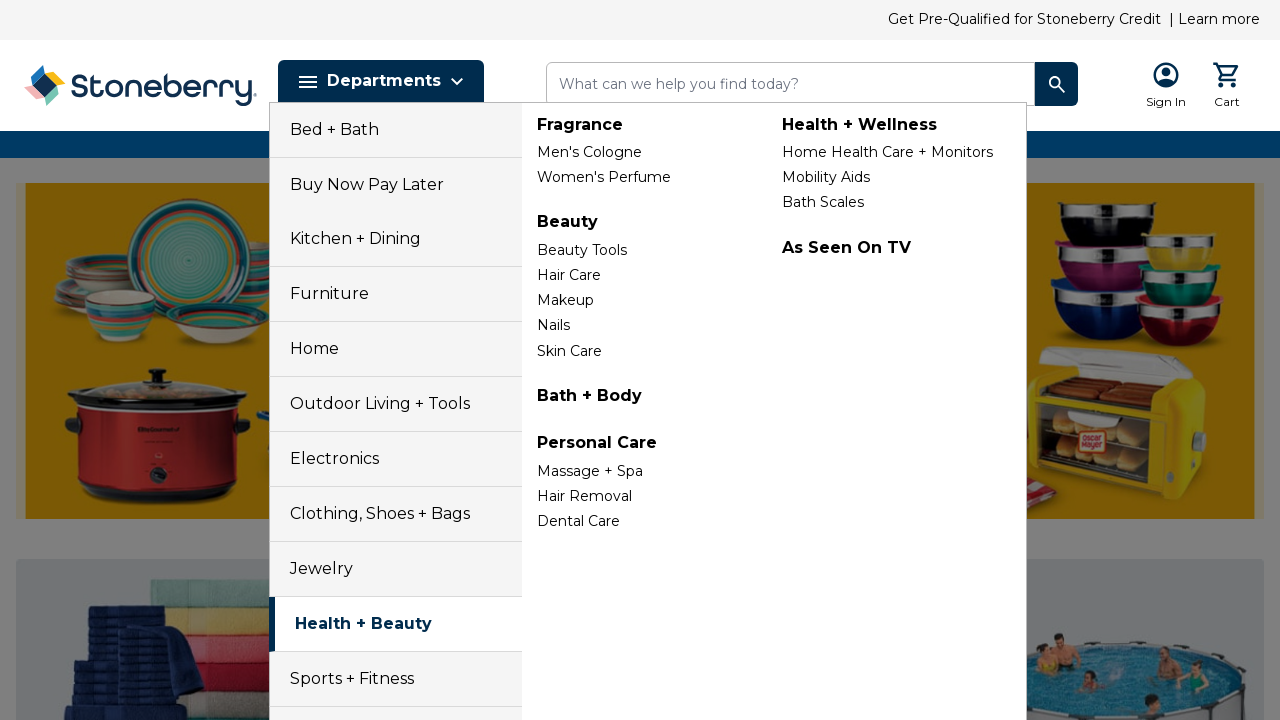 Get Pre-Qualified for Stoneberry Credit | Learn more
Stoneberry
Departments
What can we help you find today?
Sign In
Cart
Bed + Bath
Buy Now Pay Later
Kitchen + Dining
Furniture
Home
Outdoor Living + Tools
Electronics
Clothing, Shoes + Bags
Jewelry
Health + Beauty
Sports + Fitness
Fragrance
Men's Cologne
Women's Perfume
Beauty
Beauty Tools
Hair Care
Makeup
Nails
Skin Care
Bath + Body
Personal Care
Massage + Spa
Hair Removal
Dental Care
Health + Wellness
Home Health Care + Monitors
Mobility Aids
Bath Scales
As Seen On TV
Oscar
Mayer